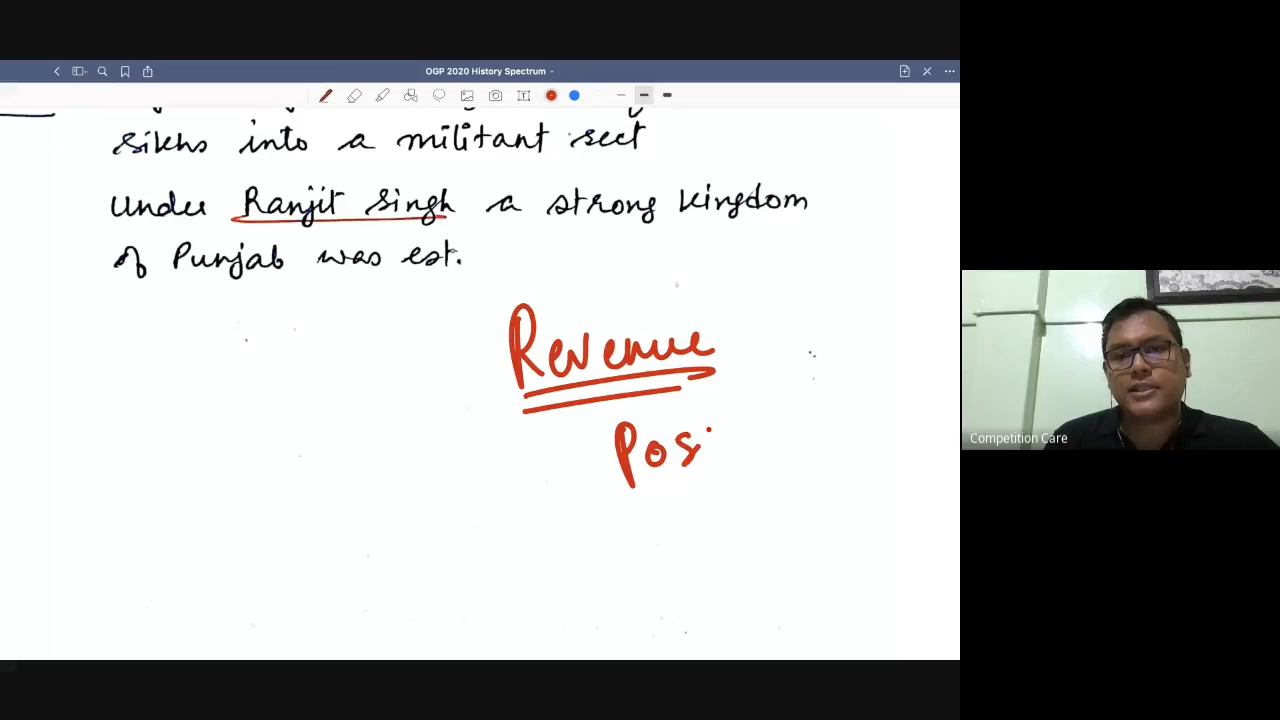 OGP 2020 History Spectrum
sikhs into a militant sect
under Ranjit Singh a strong kingdom
of Punjab was est.
Revenue
Pos
Competition Care